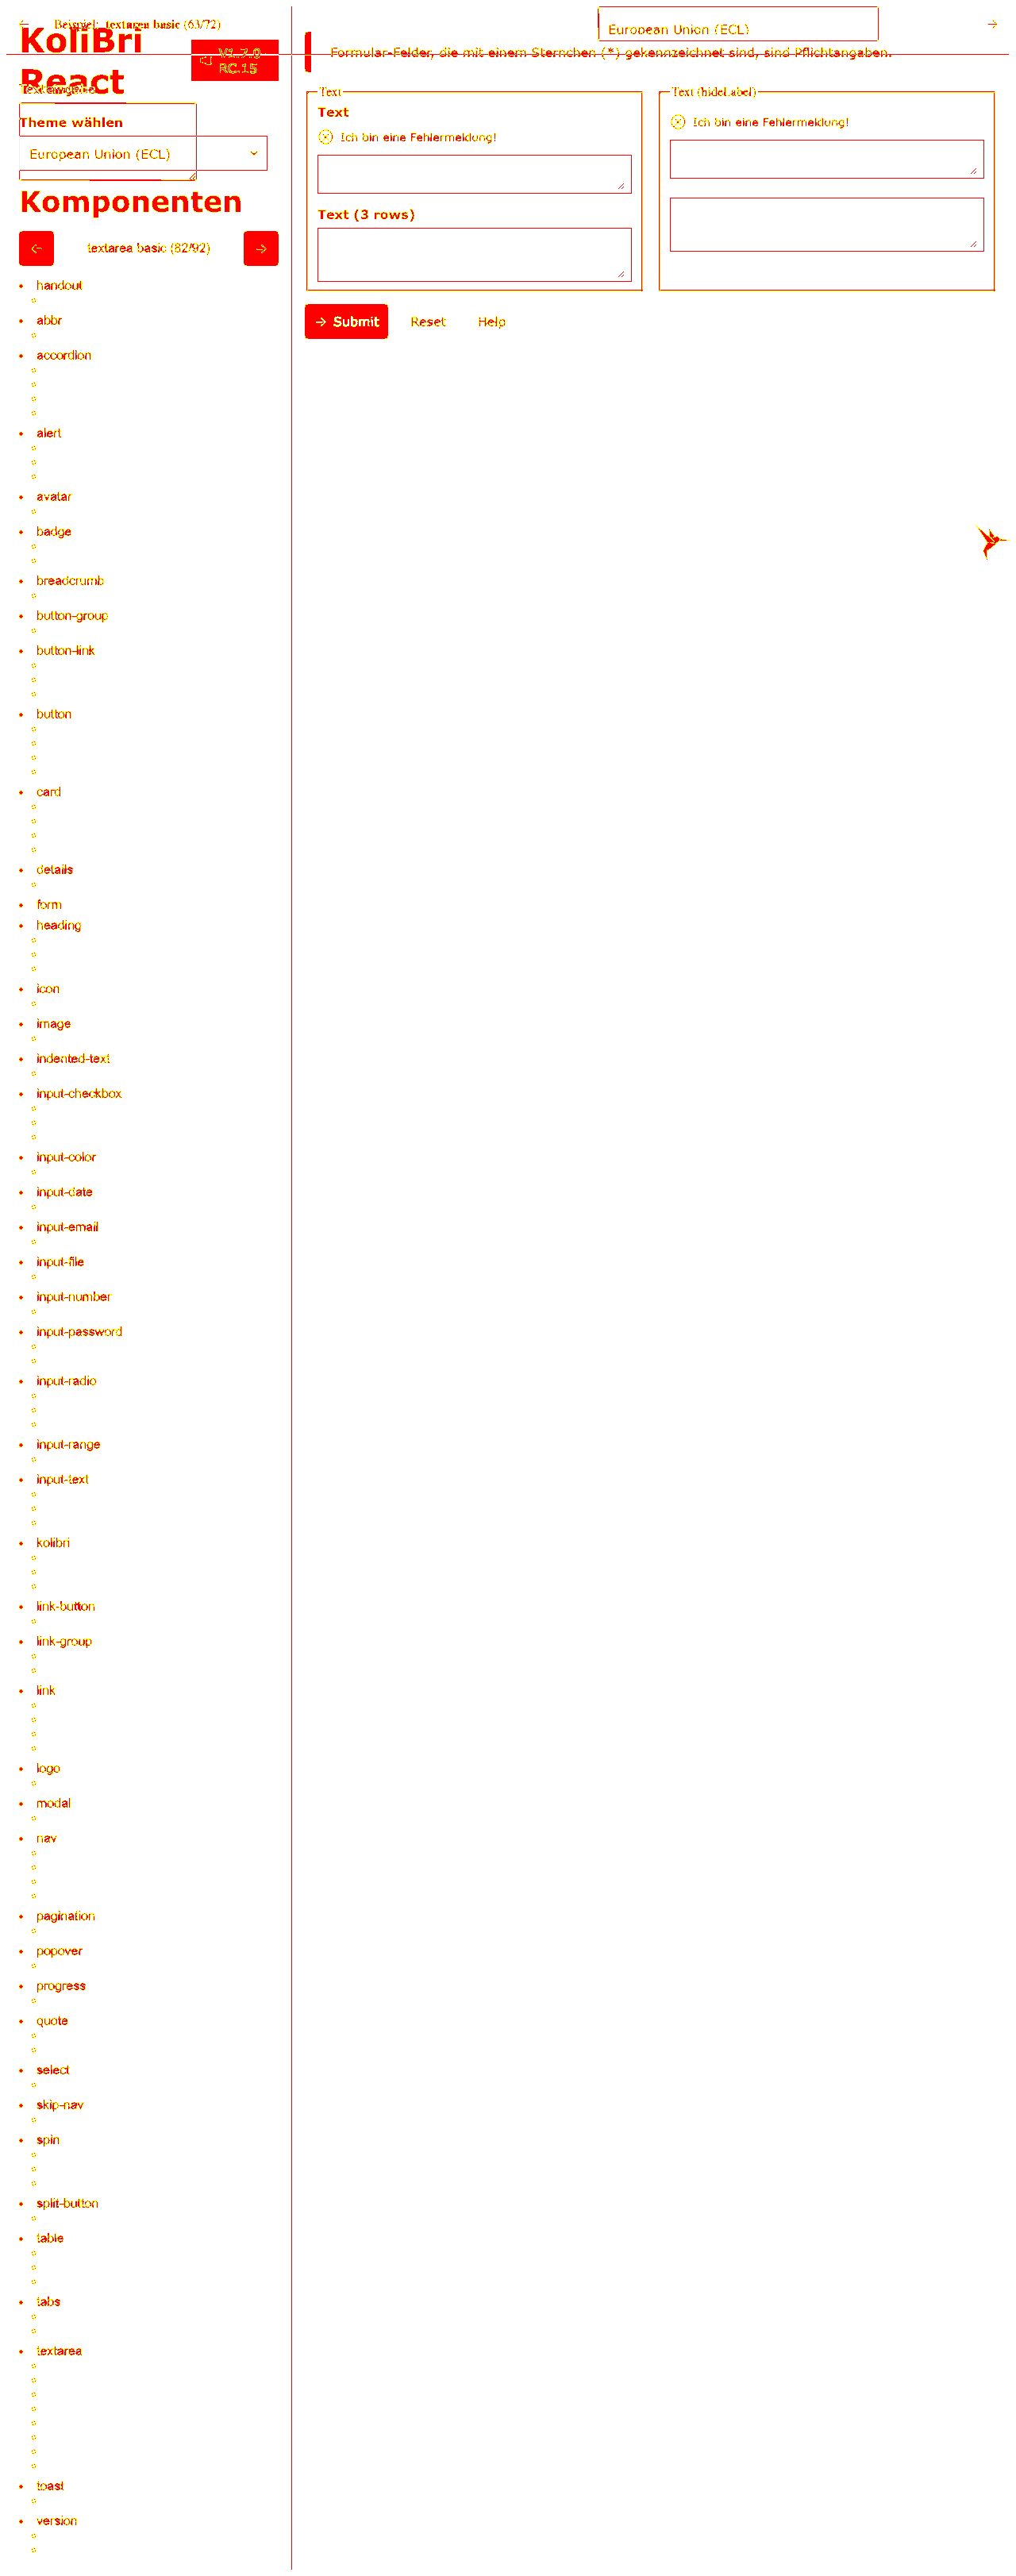 Beispiel: textarea basic (63/72)
European Union (ECL)
KoliBri
React
V1.7.0
RC.15
Formular-Felder, die mit einem Sternchen (*) gekennzeichnet sind, sind Pflichtangaben.
Theme wählen
European Union (ECL)
Komponenten
textarea basic (82/92)
handout
abbr
accordion
alert
avatar
badge
breadcrumb
button-group
button-link
button
card
details
form
heading
icon
image
indented-text
input-checkbox
input-color
input-date
input-email
input-file
input-number
input-password
input-radio
input-range
input-text
kolibri
link-button
link-group
link
logo
modal
nav
pagination
popover
progress
quote
select
skip-nav
spin
split-button
table
tabs
textarea
toast
version
Text
Text
Ich bin eine Fehlermeldung!
Text (3 rows)
Text (hideLabel)
Ich bin eine Fehlermeldung!
Submit
Reset
Help